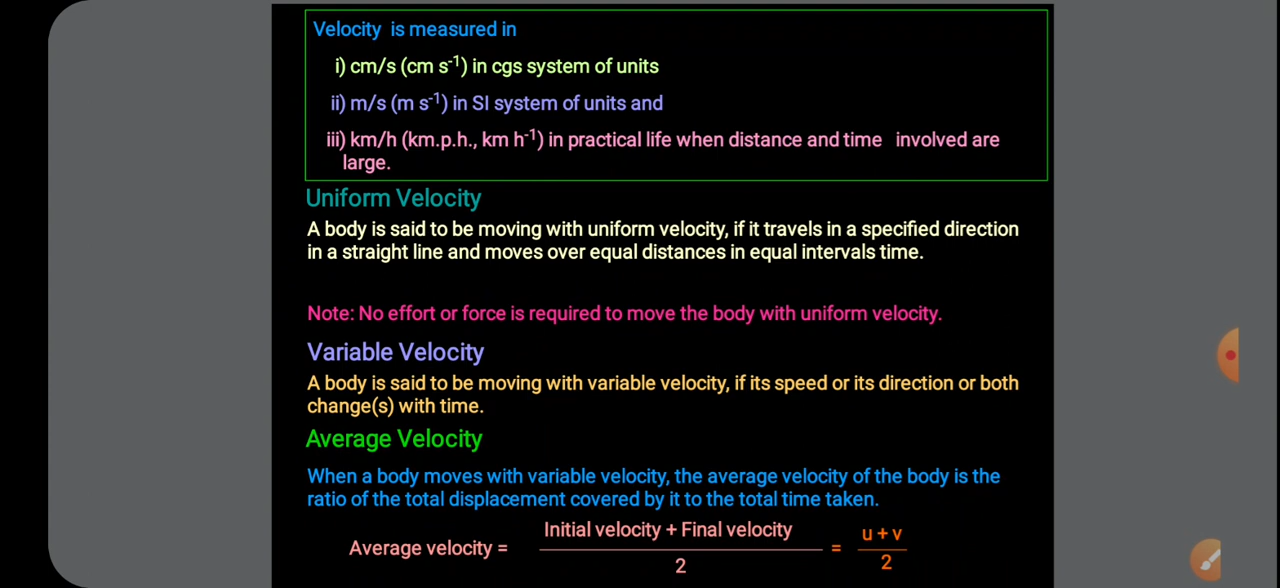 Velocity is measured in
i) cm/s (cm s⁻¹) in cgs system of units
ii) m/s (m s⁻¹) in SI system of units and
iii) km/h (km.p.h., km h⁻¹) in practical life when distance and time involved are
large.
Uniform Velocity
A body is said to be moving with uniform velocity, if it travels in a specified direction
in a straight line and moves over equal distances in equal intervals time.
Note: No effort or force is required to move the body with uniform velocity.
Variable Velocity
A body is said to be moving with variable velocity, if its speed or its direction or both
change(s) with time.
Average Velocity
When a body moves with variable velocity, the average velocity of the body is the
ratio of the total displacement covered by it to the total time taken.
Initial velocity + Final velocity u + v
Average velocity = =
2 2